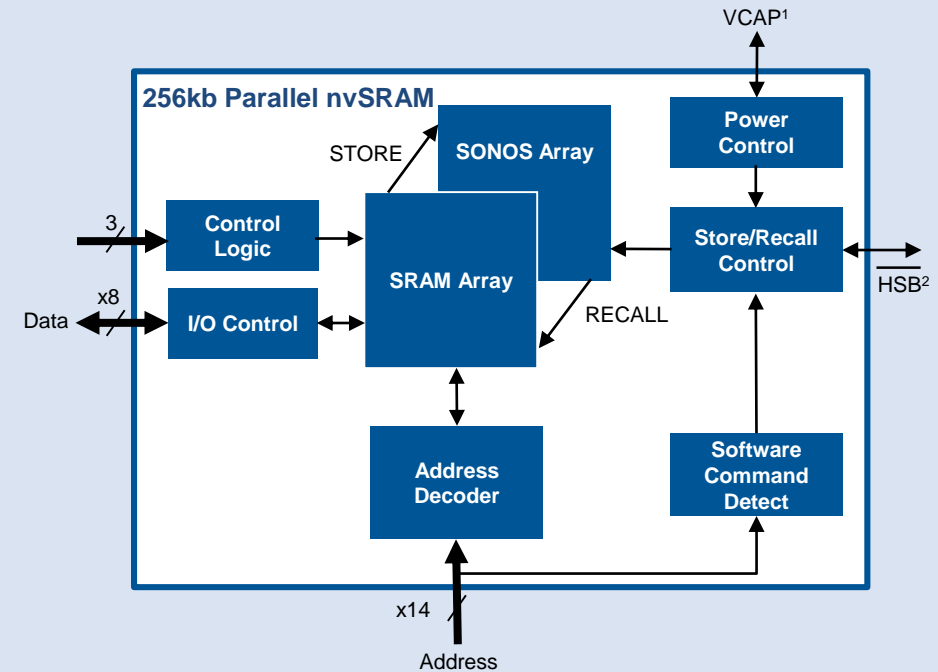 VCAP¹
256kb Parallel nvSRAM
Power
Control
STORE
SONOS Array
3
Control
Logic
Store/Recall
Control
HSB²
SRAM Array
x8
Data
I/O Control
RECALL
Address
Decoder
Software
Command
Detect
x14
Address